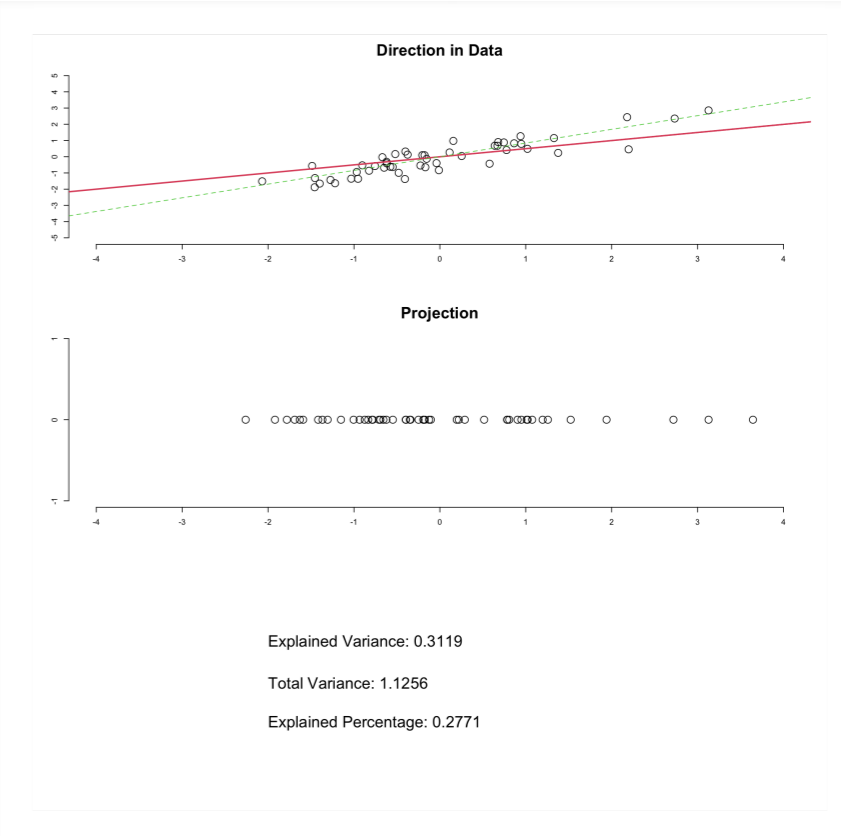 Direction in Data
5
4
3
2
1
0
-1
-2
-3
-4
-5
-4 -3 -2 -1 0 1 2 3 4
Projection
1
0
-1
-4 -3 -2 -1 0 1 2 3 4
Explained Variance: 0.3119
Total Variance: 1.1256
Explained Percentage: 0.2771